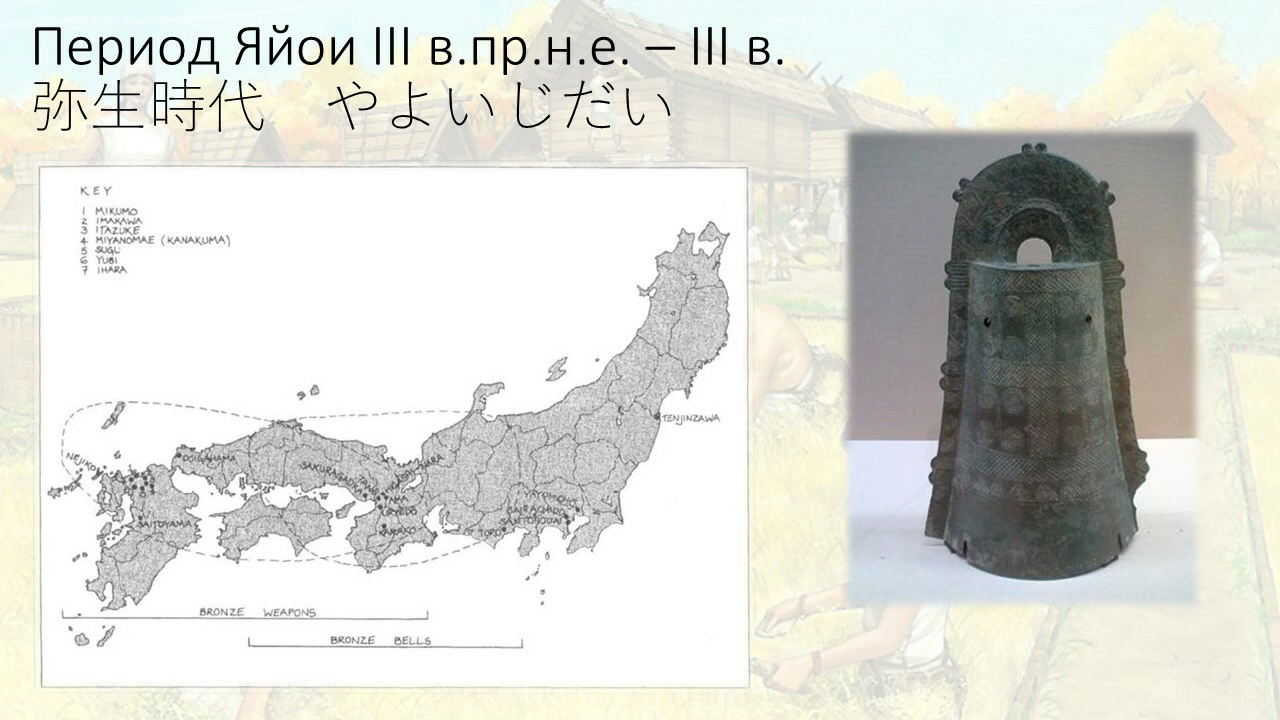 Период Яйои III в.пр.н.е. – III в.
弥生時代　やよいじだい
KEY
1 MIKUMO
2 IMAKAWA
3 ITAZUKE
4 MIYANOMAE (KANAKUMA)
5 SUGU
6 YUBI
7 IHARA
TENJINZAWA
DOIGAHAMA
KARAKO
TORO
SAITOYAMA
BRONZE WEAPONS
BRONZE BELLS